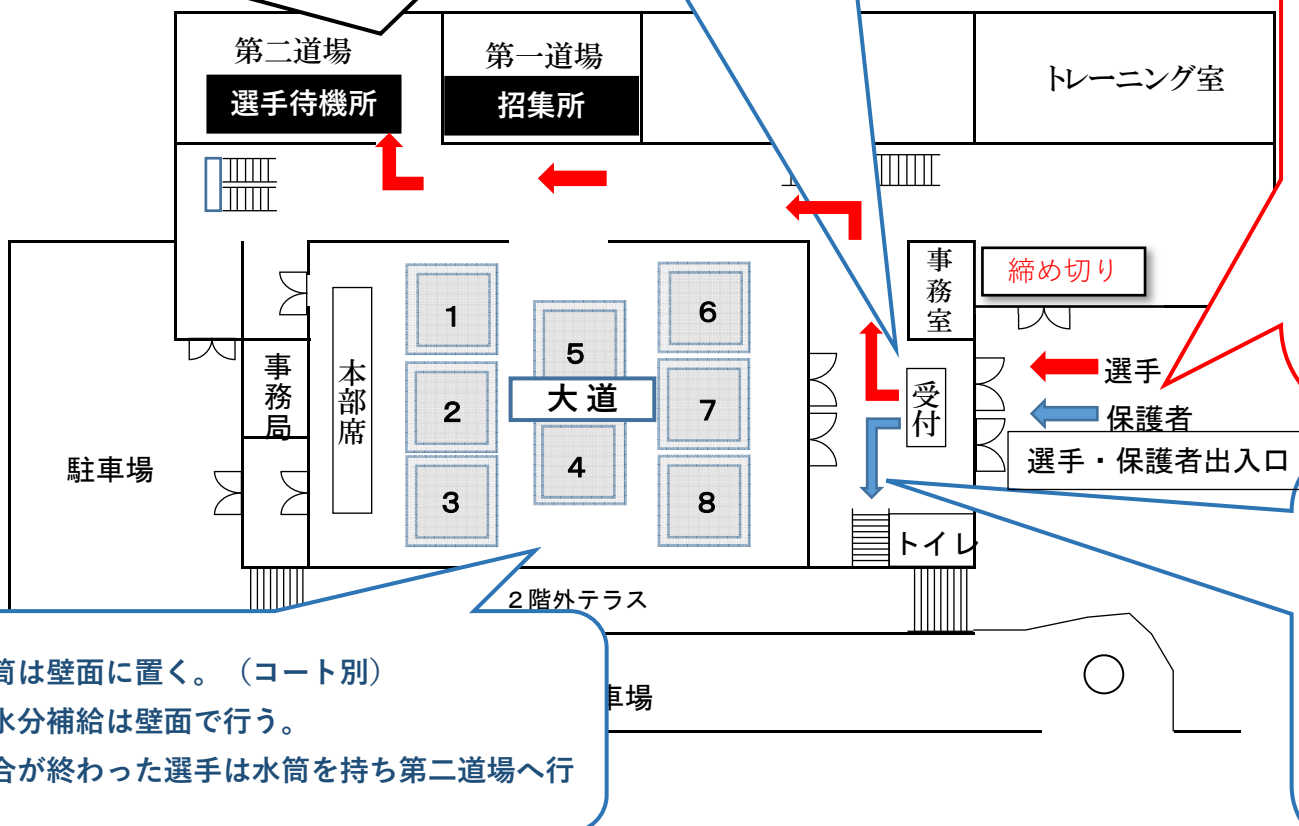 第二道場
選手待機所
第一道場
招集所
トレーニング室
事務室
締め切り
選手
保護者
選手・保護者出入口
受付
トイレ
事務局
本部席
駐車場
1
2
3
5
大道
4
6
7
8
2階外テラス
車場
筒は壁面に置く。（コート別）
水分補給は壁面で行う。
合が終わった選手は水筒を持ち第二道場へ行